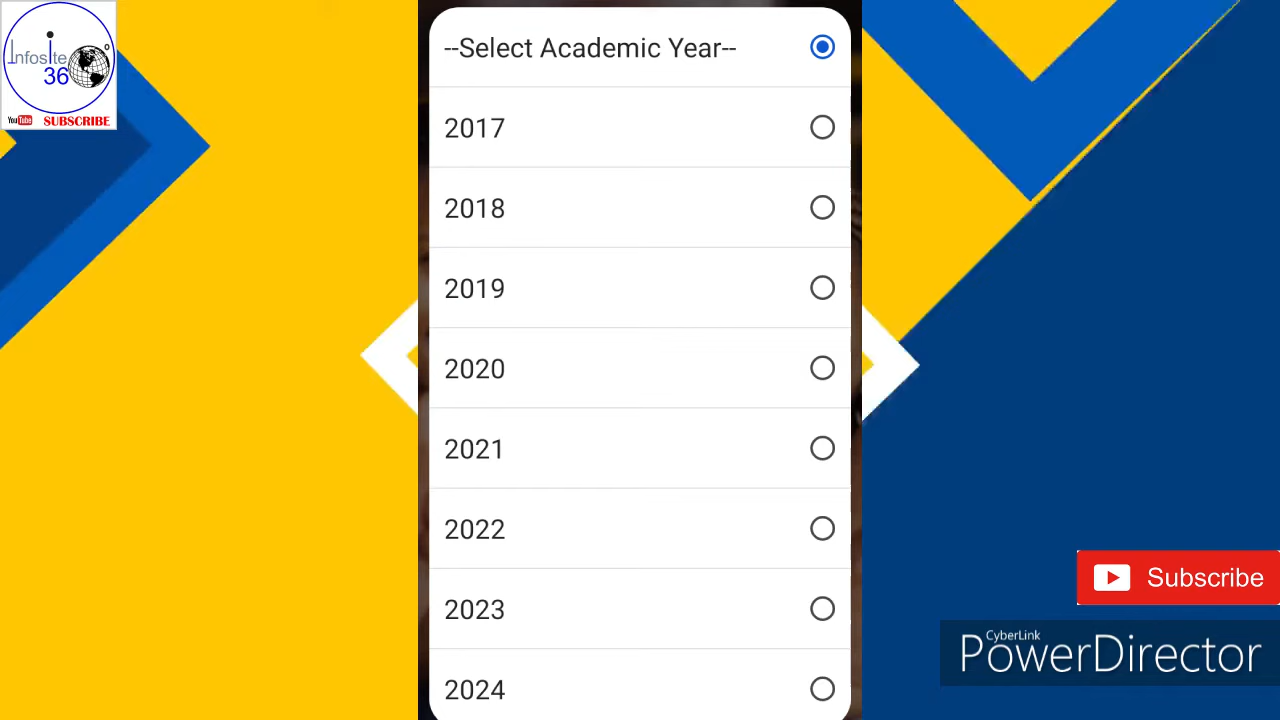 Infosite
36°
YouTube SUBSCRIBE
--Select Academic Year--
2017
2018
2019
2020
2021
2022
2023
2024
Subscribe
CyberLink
PowerDirector